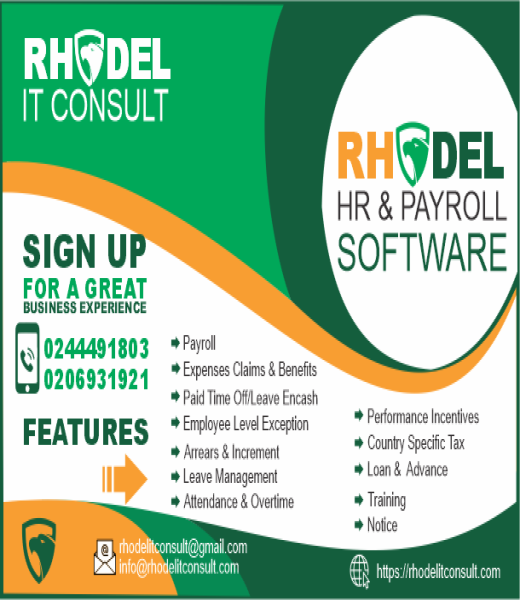 RHODEL
IT CONSULT
RHODEL
HR & PAYROLL
SOFTWARE
SIGN UP
FOR A GREAT
BUSINESS EXPERIENCE
0244491803
0206931921
FEATURES
Payroll
Expenses Claims & Benefits
Paid Time Off/Leave Encash
Employee Level Exception
Arrears & Increment
Leave Management
Attendance & Overtime
Performance Incentives
Country Specific Tax
Loan & Advance
Training
Notice
rhodelitconsult@gmail.com
info@rhodelitconsult.com
https://rhodelitconsult.com